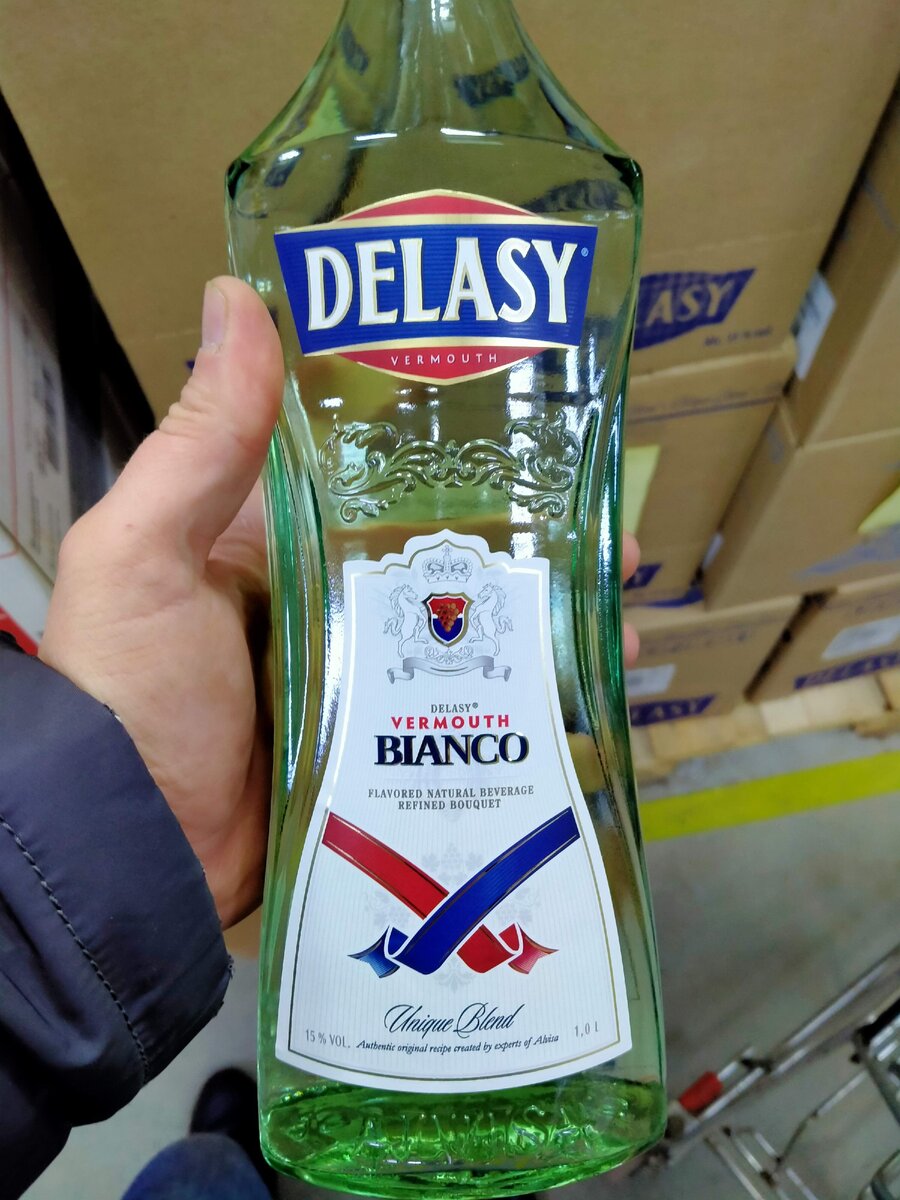 DELASY®
VERMOUTH
DELASY®
VERMOUTH
BIANCO
FLAVORED NATURAL BEVERAGE
REFINED BOUQUET
Unique Blend
15 % VOL.
Authentic original recipe created by experts of Alvisa
1,0 L
DELASY